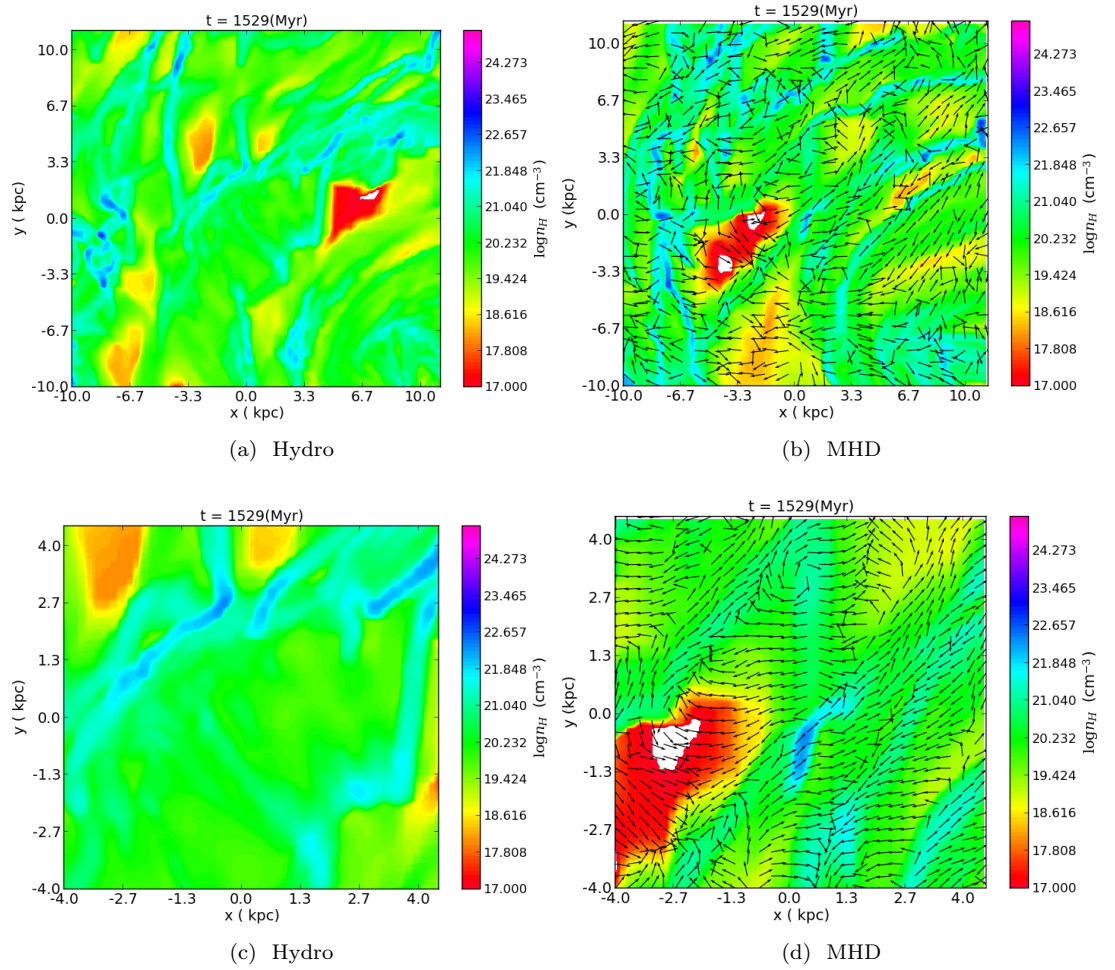 t = 1529(Myr)
10.0
6.7
3.3
0.0
-3.3
-6.7
-10.0
y ( kpc)
-10.0 -6.7 -3.3 0.0 3.3 6.7 10.0
x ( kpc)
24.273
23.465
22.657
21.848
21.040
20.232
19.424
18.616
17.808
17.000
log n_H (cm⁻³)
(a) Hydro
t = 1529(Myr)
10.0
6.7
3.3
0.0
-3.3
-6.7
-10.0
y (kpc)
-10.0 -6.7 -3.3 0.0 3.3 6.7 10.0
x ( kpc)
24.273
23.465
22.657
21.848
21.040
20.232
19.424
18.616
17.808
17.000
log n_H (cm⁻³)
(b) MHD
t = 1529(Myr)
4.0
2.7
1.3
0.0
-1.3
-2.7
-4.0
y ( kpc)
-4.0 -2.7 -1.3 0.0 1.3 2.7 4.0
x ( kpc)
24.273
23.465
22.657
21.848
21.040
20.232
19.424
18.616
17.808
17.000
log n_H (cm⁻³)
(c) Hydro
t = 1529(Myr)
4.0
2.7
1.3
0.0
-1.3
-2.7
-4.0
y (kpc)
-4.0 -2.7 -1.3 0.0 1.3 2.7 4.0
x ( kpc)
24.273
23.465
22.657
21.848
21.040
20.232
19.424
18.616
17.808
17.000
log n_H (cm⁻³)
(d) MHD